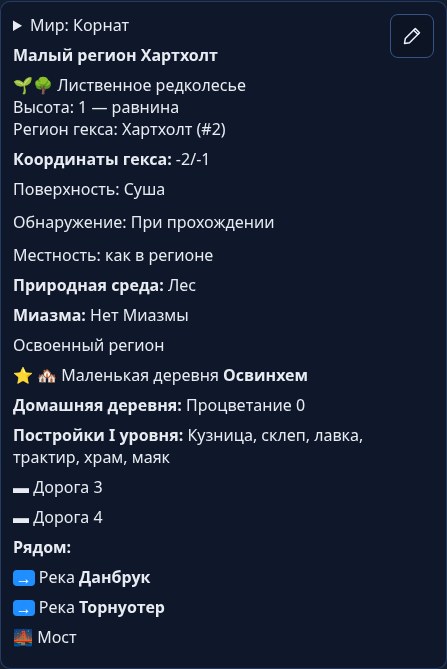 ▶ Мир: Корнат
Малый регион Хартхолт
🌱🌳 Лиственное редколесье
Высота: 1 — равнина
Регион гекса: Хартхолт (#2)
Координаты гекса: -2/-1
Поверхность: Суша
Обнаружение: При прохождении
Местность: как в регионе
Природная среда: Лес
Миазма: Нет Миазмы
Освоенный регион
⭐ 🏘️ Маленькая деревня Освинхем
Домашняя деревня: Процветание 0
Постройки I уровня: Кузница, склеп, лавка,
трактир, храм, маяк
▬ Дорога 3
▬ Дорога 4
Рядом:
➡️ Река Данбрук
➡️ Река Торнуотер
🌉 Мост